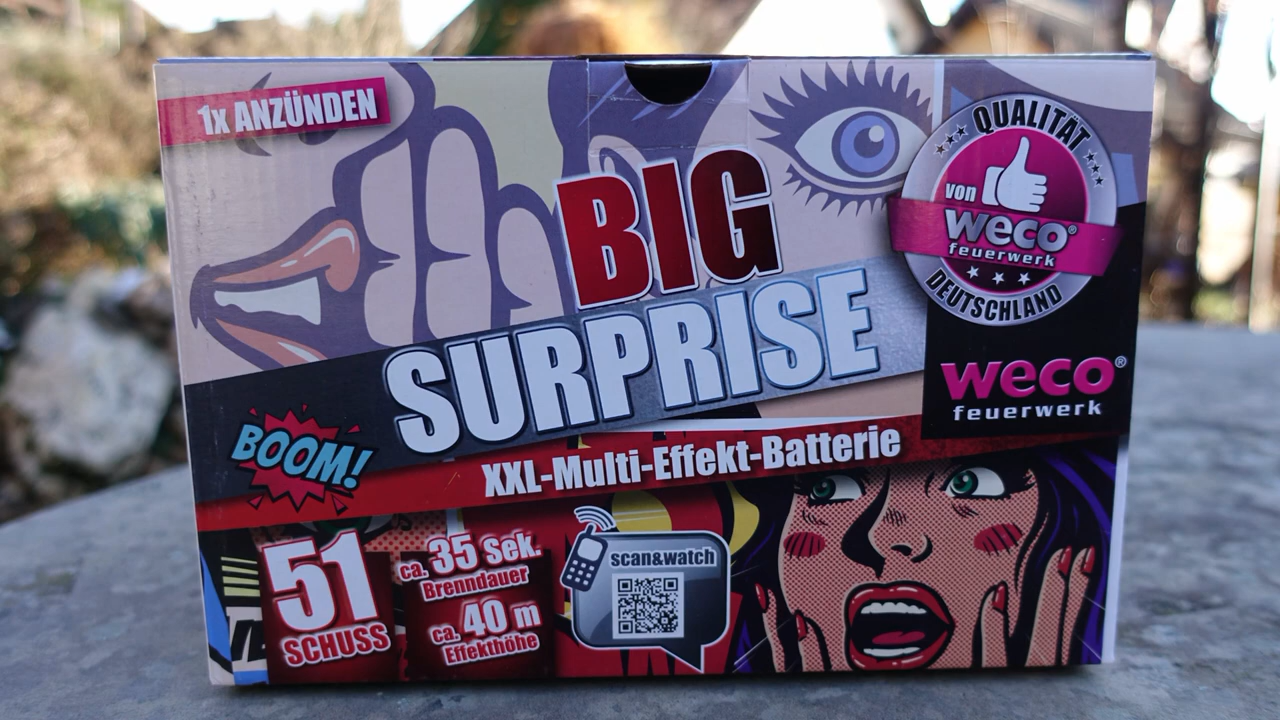 1x ANZÜNDEN
QUALITÄT
von
weco®
feuerwerk
DEUTSCHLAND
BIG
SURPRISE
weco®
feuerwerk
BOOM!
XXL-Multi-Effekt-Batterie
51
SCHUSS
ca. 35 Sek.
Brenndauer
ca. 40 m
Effekthöhe
scan&watch